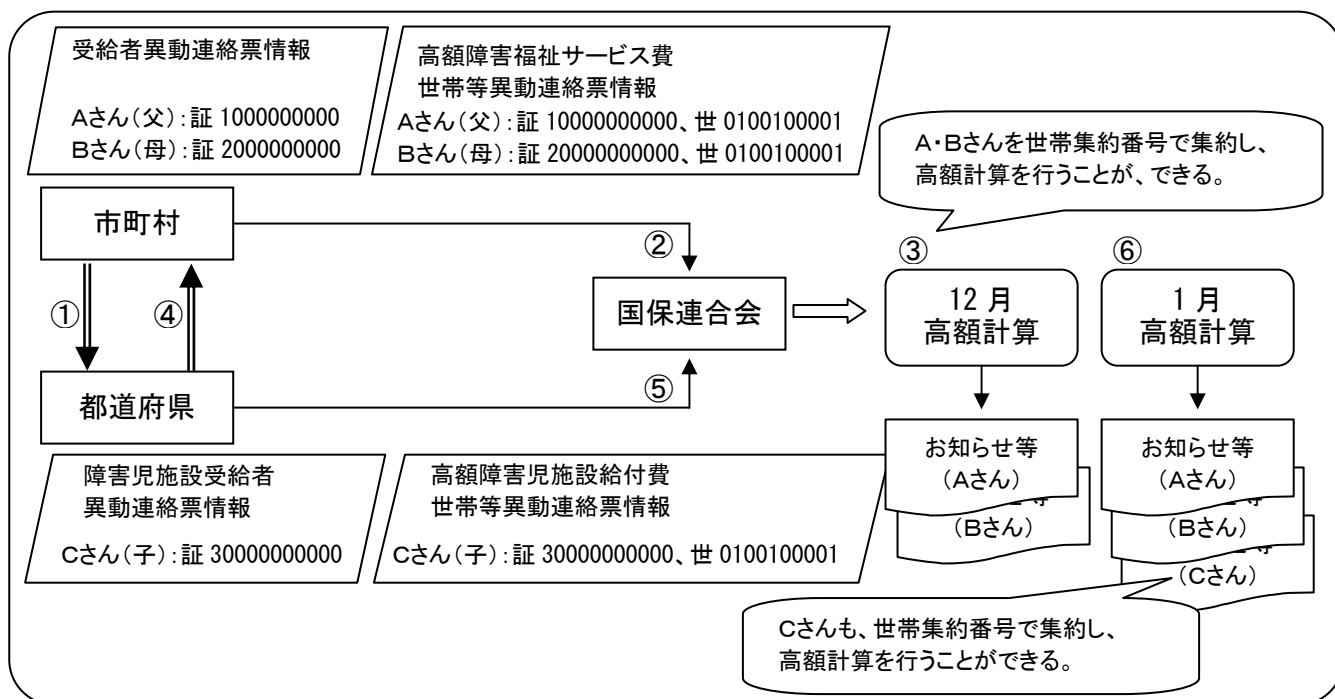 受給者異動連絡票情報
Aさん(父):証 1000000000
Bさん(母):証 2000000000
高額障害福祉サービス費
世帯等異動連絡票情報
Aさん(父):証 10000000000、世 0100100001
Bさん(母):証 20000000000、世 0100100001
A・Bさんを世帯集約番号で集約し、
高額計算を行うことが、できる。
市町村
①
④
②
国保連合会
③
12 月
高額計算
⑥
1 月
高額計算
都道府県
⑤
お知らせ等
(Aさん)
(Bさん)
お知らせ等
(Aさん)
(Bさん)
(Cさん)
障害児施設受給者
異動連絡票情報
Cさん(子):証 30000000000
高額障害児施設給付費
世帯等異動連絡票情報
Cさん(子):証 30000000000、世 0100100001
Cさんも、世帯集約番号で集約し、
高額計算を行うことができる。